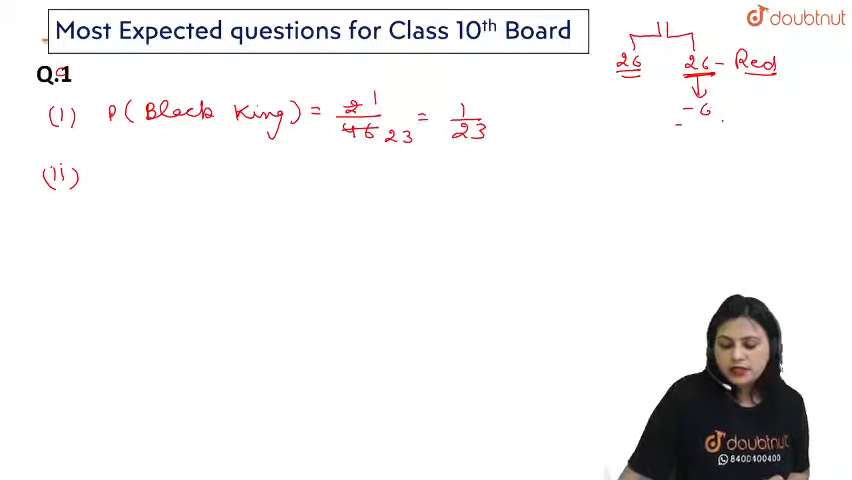 Most Expected questions for Class 10th Board
doubtnut
Q.1
26 26 - Red
- 6
(i) P( Black King ) = 2 1 / 46 23 = 1 / 23
(ii)
doubtnut
8400400400